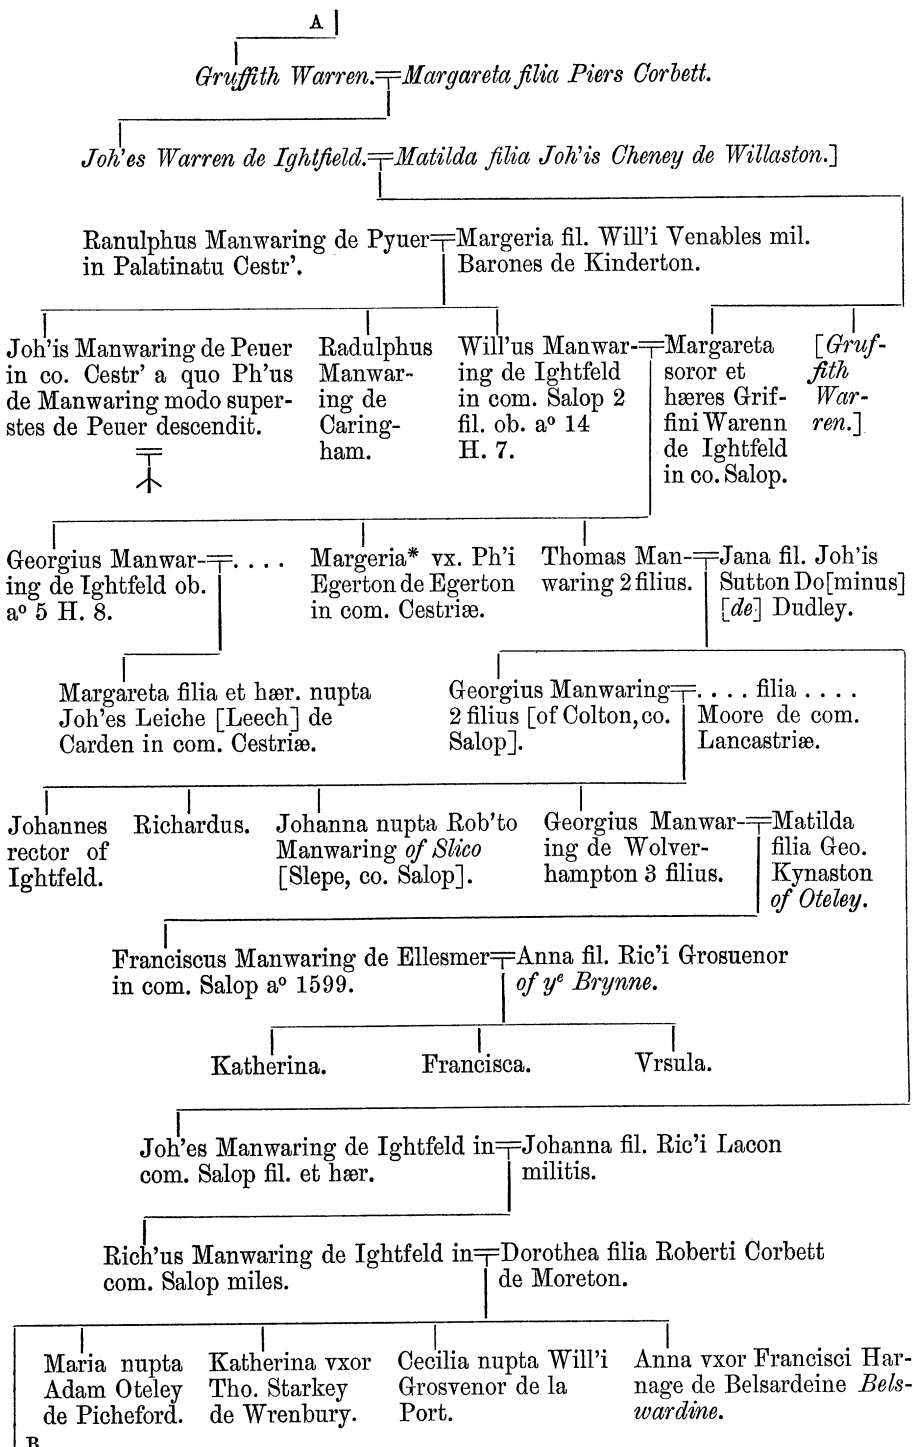 A
Gruffith Warren.=Margareta filia Piers Corbett.
Joh'es Warren de Ightfield.=Matilda filia Joh'is Cheney de Willaston.]
Ranulphus Manwaring de Pyuer=Margeria fil. Will'i Venables mil.
in Palatinatu Cestr'. Barones de Kinderton.
Joh'is Manwaring de Peuer
in co. Cestr' a quo Ph'us
de Manwaring modo super-
stes de Peuer descendit.
Radulphus
Manwar-
ing de
Caring-
ham.
Will'us Manwar-
ing de Ightfeld
in com. Salop 2
fil. ob. aº 14
H. 7.
=Margareta
soror et
hæres Grif-
fini Warenn
de Ightfeld
in co. Salop.
[Gruf-
fith
War-
ren.]
Georgius Manwar-=. . . .
ing de Ightfeld ob.
aº 5 H. 8.
Margeria* vx. Ph'i
Egerton de Egerton
in com. Cestriæ.
Thomas Man-
waring 2 filius.
=Jana fil. Joh'is
Sutton Do[minus]
[de] Dudley.
Margareta filia et hær. nupta
Joh'es Leiche [Leech] de
Carden in com. Cestriæ.
Georgius Manwaring
2 filius [of Colton, co.
Salop].
=. . . . filia . . . .
Moore de com.
Lancastriæ.
Johannes
rector of
Ightfeld.
Richardus.
Johanna nupta Rob'to
Manwaring of Slico
[Slepe, co. Salop].
Georgius Manwar-
ing de Wolver-
hampton 3 filius.
=Matilda
filia Geo.
Kynaston
of Oteley.
Franciscus Manwaring de Ellesmer=Anna fil. Ric'i Grosuenor
in com. Salop aº 1599. of yᵉ Brynne.
Katherina. Francisca. Vrsula.
Joh'es Manwaring de Ightfeld in=Johanna fil. Ric'i Lacon
com. Salop fil. et hær. militis.
Rich'us Manwaring de Ightfeld in=Dorothea filia Roberti Corbett
com. Salop miles. de Moreton.
Maria nupta
Adam Oteley
de Picheford.
Katherina vxor
Tho. Starkey
de Wrenbury.
Cecilia nupta Will'i
Grosvenor de la
Port.
Anna vxor Francisci Har-
nage de Belsardeine Bels-
wardine.
B